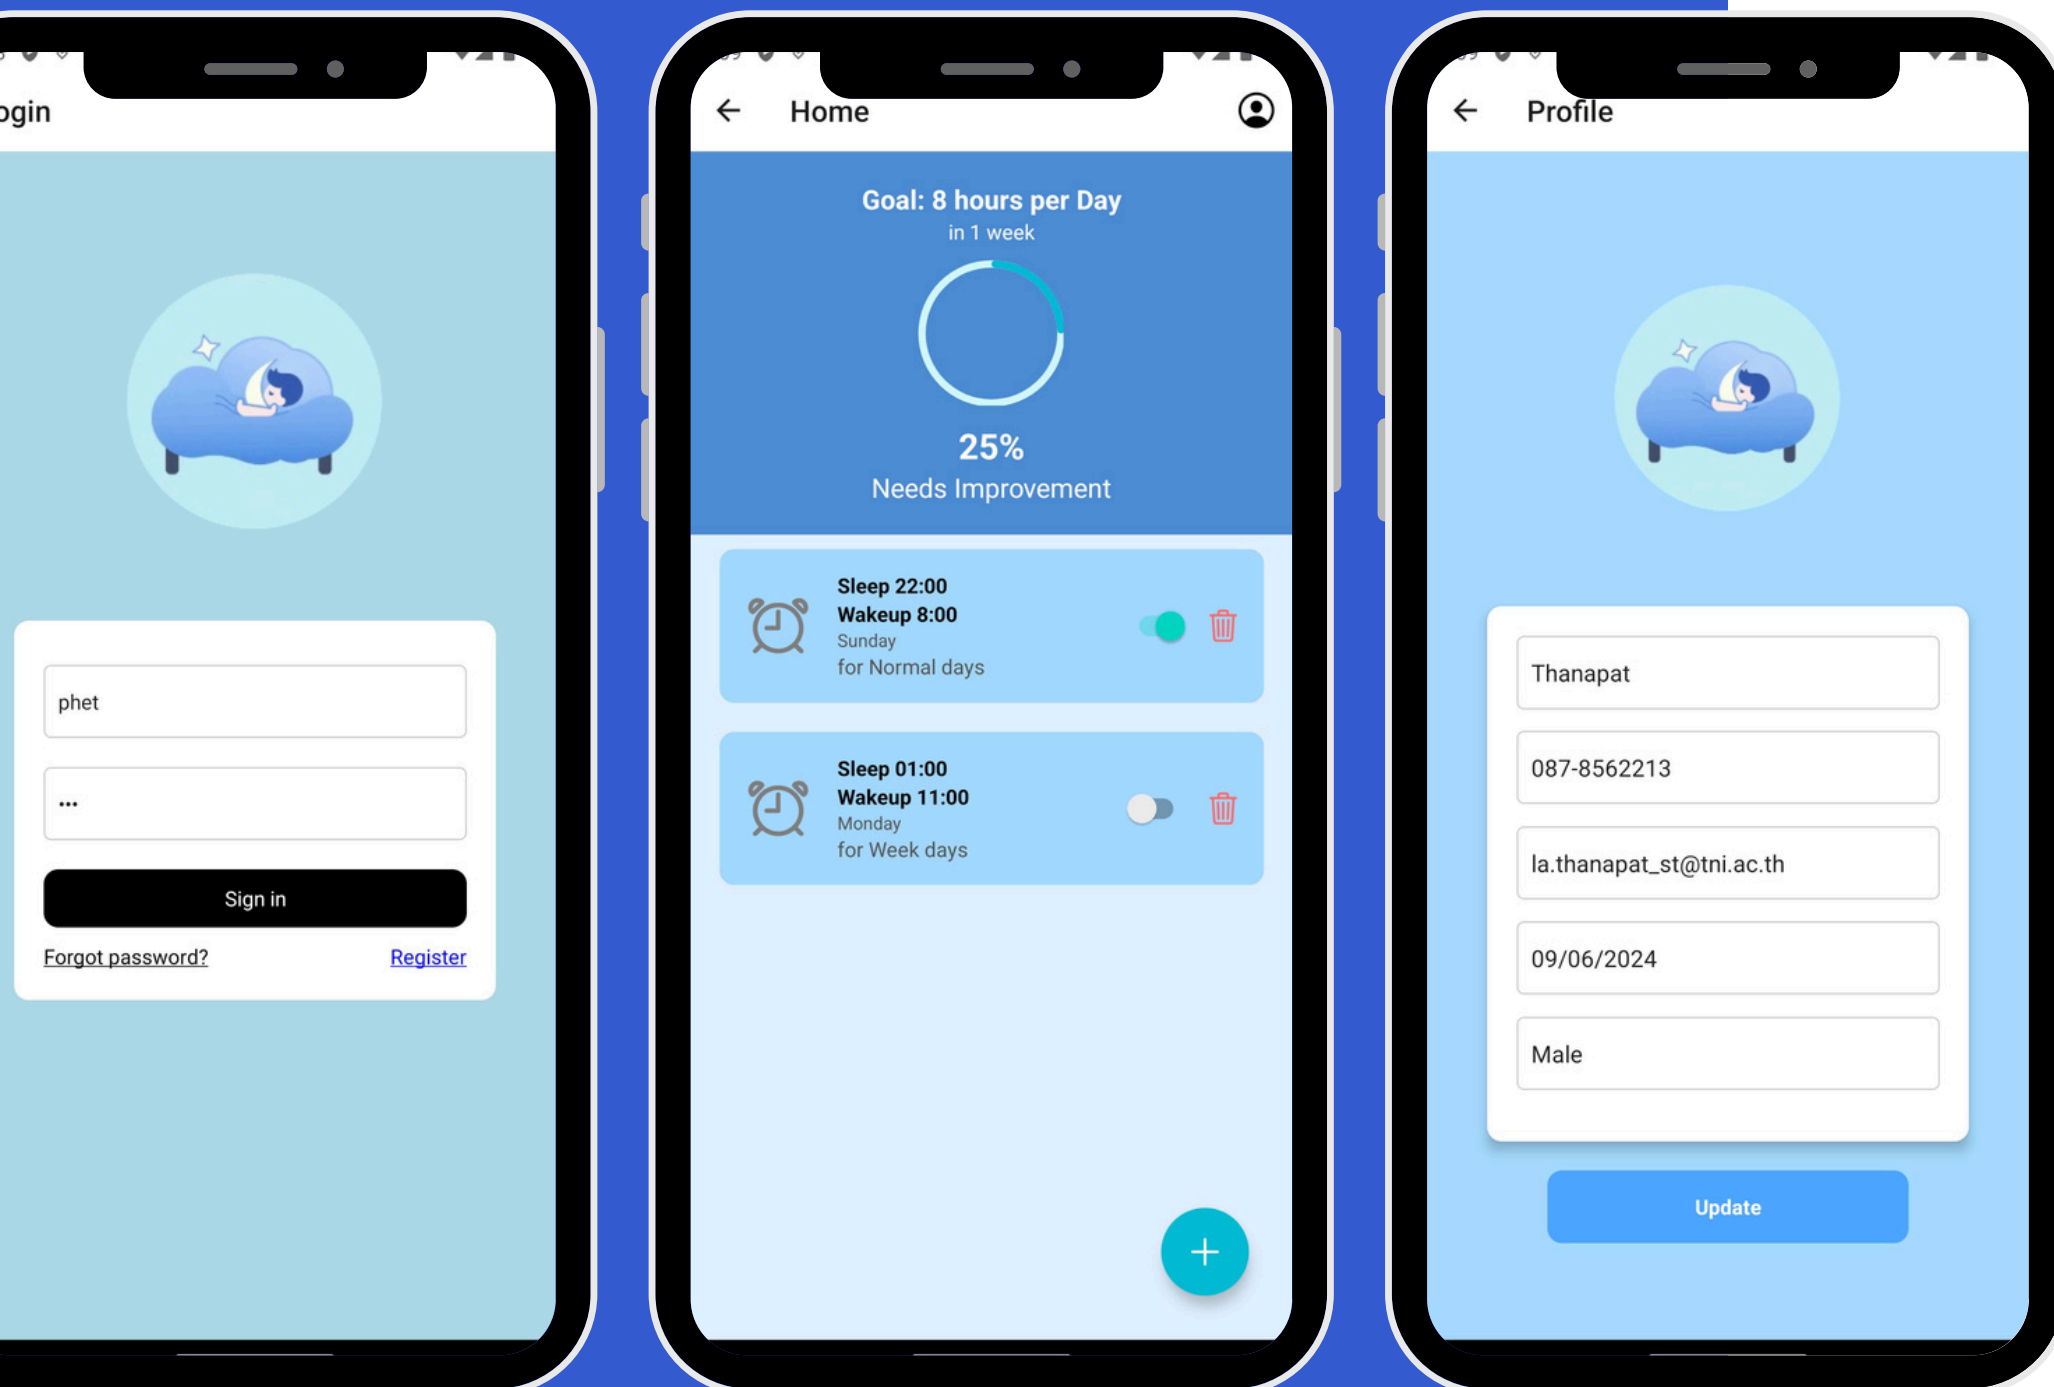 ogin
phet
Sign in
Forgot password?
Register
Home
Goal: 8 hours per Day
in 1 week
25%
Needs Improvement
Sleep 22:00
Wakeup 8:00
Sunday
for Normal days
Sleep 01:00
Wakeup 11:00
Monday
for Week days
Profile
Thanapat
087-8562213
la.thanapat_st@tni.ac.th
09/06/2024
Male
Update